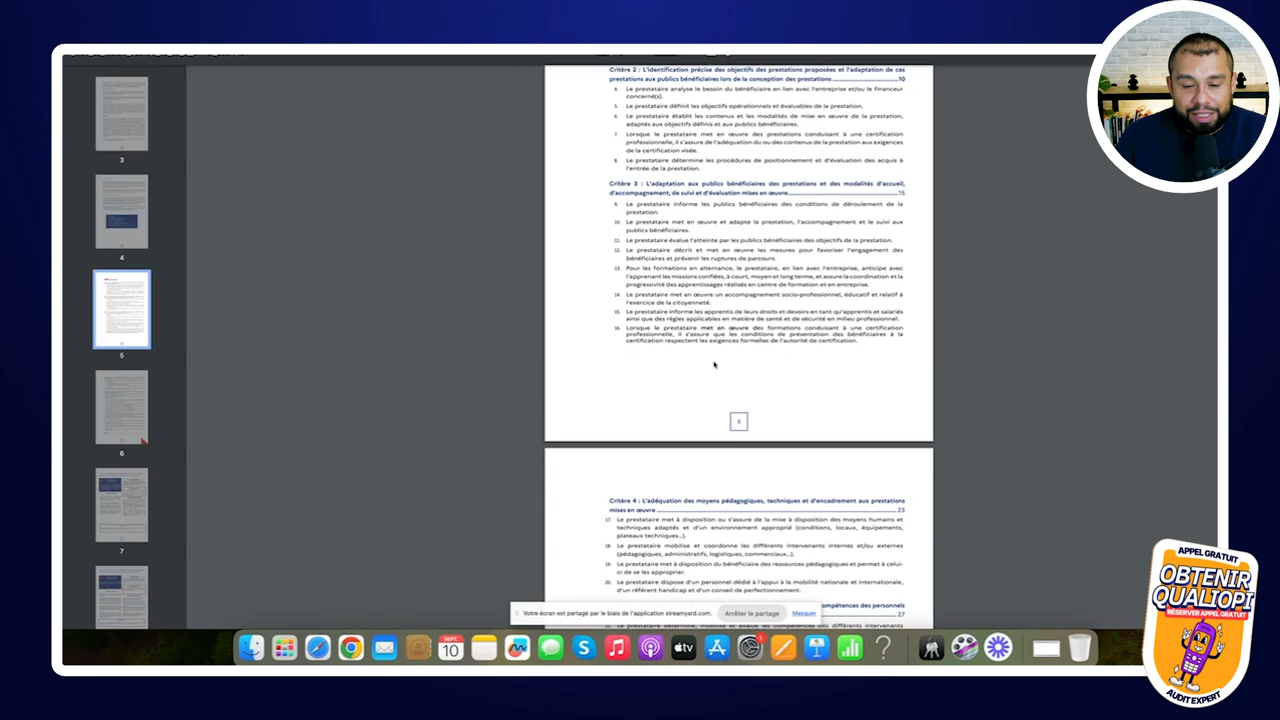 Critère 2 : L'identification précise des objectifs des prestations proposées et l'adaptation de ces
prestations aux publics bénéficiaires lors de la conception des prestations 10
4. Le prestataire analyse le besoin du bénéficiaire en lien avec l'entreprise et/ou le financeur
concerné(s).
5. Le prestataire définit les objectifs opérationnels et évaluables de la prestation.
6. Le prestataire établit les contenus et les modalités de mise en œuvre de la prestation,
adaptés aux objectifs définis et aux publics bénéficiaires.
7. Lorsque le prestataire met en œuvre des prestations conduisant à une certification
professionnelle, il s'assure de l'adéquation du ou des contenus de la prestation aux exigences
de la certification visée.
8. Le prestataire détermine les procédures de positionnement et d'évaluation des acquis à
l'entrée de la prestation.
Critère 3 : L'adaptation aux publics bénéficiaires des prestations et des modalités d'accueil,
d'accompagnement, de suivi et d'évaluation mises en œuvre 15
9. Le prestataire informe les publics bénéficiaires des conditions de déroulement de la
prestation.
10. Le prestataire met en œuvre et adapte la prestation, l'accompagnement et le suivi aux
publics bénéficiaires.
11. Le prestataire évalue l'atteinte par les publics bénéficiaires des objectifs de la prestation.
12. Le prestataire décrit et met en œuvre les mesures pour favoriser l'engagement des
bénéficiaires et prévenir les ruptures de parcours.
13. Pour les formations en alternance, le prestataire, en lien avec l'entreprise, anticipe avec
l'apprenant les missions confiées, à court, moyen et long terme, et assure la coordination et la
progressivité des apprentissages réalisés en centre de formation et en entreprise.
14. Le prestataire met en œuvre un accompagnement socio-professionnel, éducatif et relatif à
l'exercice de la citoyenneté.
15. Le prestataire informe les apprentis de leurs droits et devoirs en tant qu'apprentis et salariés
ainsi que des règles applicables en matière de santé et de sécurité en milieu professionnel.
16. Lorsque le prestataire met en œuvre des formations conduisant à une certification
professionnelle, il s'assure que les conditions de présentation des bénéficiaires à la
certification respectent les exigences formelles de l'autorité de certification.
Critère 4 : L'adéquation des moyens pédagogiques, techniques et d'encadrement aux prestations
mises en œuvre 23
17. Le prestataire met à disposition ou s'assure de la mise à disposition des moyens humains et
techniques adaptés et d'un environnement approprié (conditions, locaux, équipements,
plateaux techniques...).
18. Le prestataire mobilise et coordonne les différents intervenants internes et/ou externes
(pédagogiques, administratifs, logistiques, commerciaux...).
19. Le prestataire met à disposition du bénéficiaire des ressources pédagogiques et permet à celui-
ci de se les approprier.
20. Le prestataire dispose d'un personnel dédié à l'appui à la mobilité nationale et internationale,
d'un référent handicap et d'un conseil de perfectionnement.
ompétences des personnels
27
3
4
5
6
7
Votre écran est partagé par le biais de l'application streamyard.com.
Arrêter le partage
Masquer
SEPT.
10
tv
APPEL GRATUIT
OBTENIR
QUALIOPI
RÉSERVER APPEL GRATUIT
AUDIT EXPERT